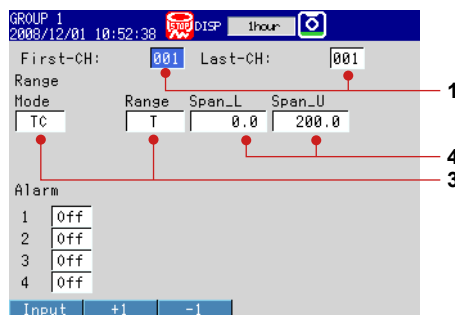 GROUP 1
2008/12/01 10:52:38 STOP DISP 1hour
First-CH: 001 Last-CH: 001
1
Range
Mode Range Span_L Span_U
TC T 0.0 200.0
4
3
Alarm
1 Off
2 Off
3 Off
4 Off
Input +1 -1